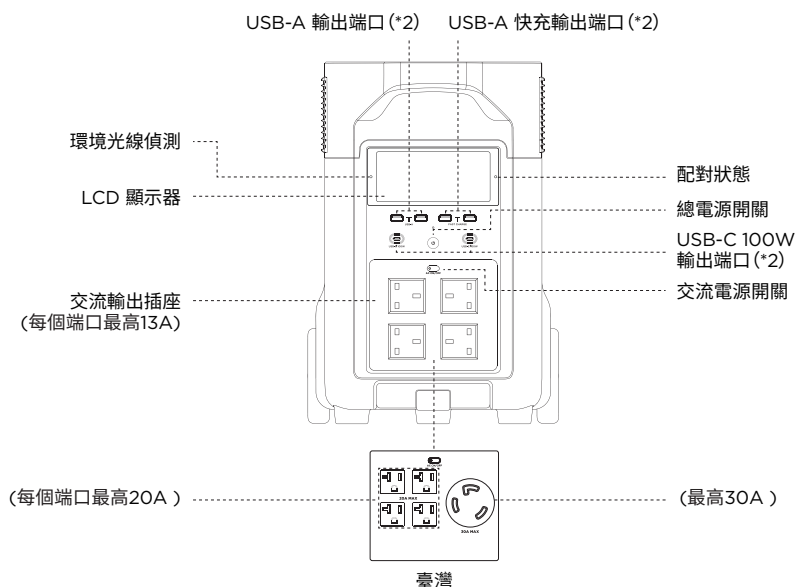 USB-A 輸出端口(*2)
USB-A 快充輸出端口(*2)
環境光線偵測
LCD 顯示器
配對狀態
總電源開關
USB-C 100W
輸出端口(*2)
交流電源開關
交流輸出插座
(每個端口最高13A)
(每個端口最高20A )
20A MAX
(最高30A )
30A MAX
臺灣